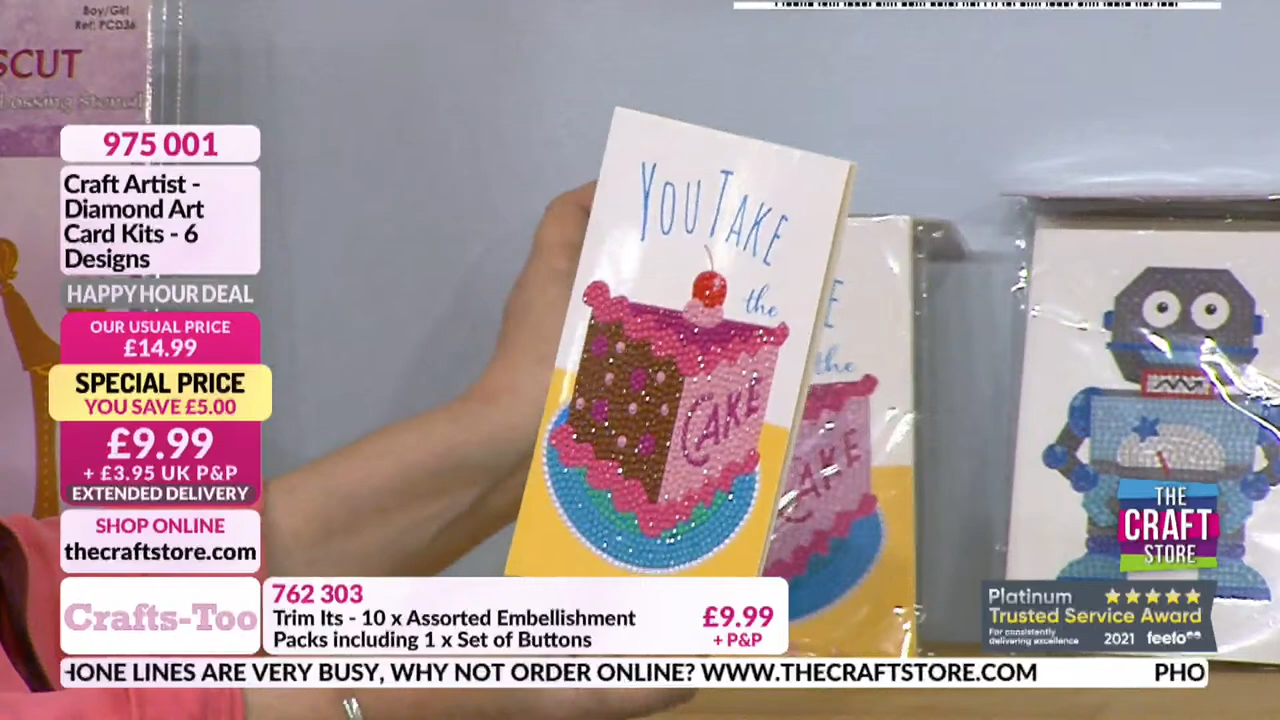 Boy/Girl
Ref: PCD36
SCUT
bossing Stencil
975 001
Craft Artist -
Diamond Art
Card Kits - 6
Designs
HAPPY HOUR DEAL
OUR USUAL PRICE
£14.99
SPECIAL PRICE
YOU SAVE £5.00
£9.99
+ £3.95 UK P&P
EXTENDED DELIVERY
SHOP ONLINE
thecraftstore.com
YOU TAKE
the
CAKE
E
the
CAKE
THE
CRAFT
STORE
Platinum
Trusted Service Award
For consistently
delivering excellence
2021 feefo
Crafts-Too
762 303
Trim Its - 10 x Assorted Embellishment
Packs including 1 x Set of Buttons
£9.99
+ P&P
HONE LINES ARE VERY BUSY, WHY NOT ORDER ONLINE? WWW.THECRAFTSTORE.COM
PHO